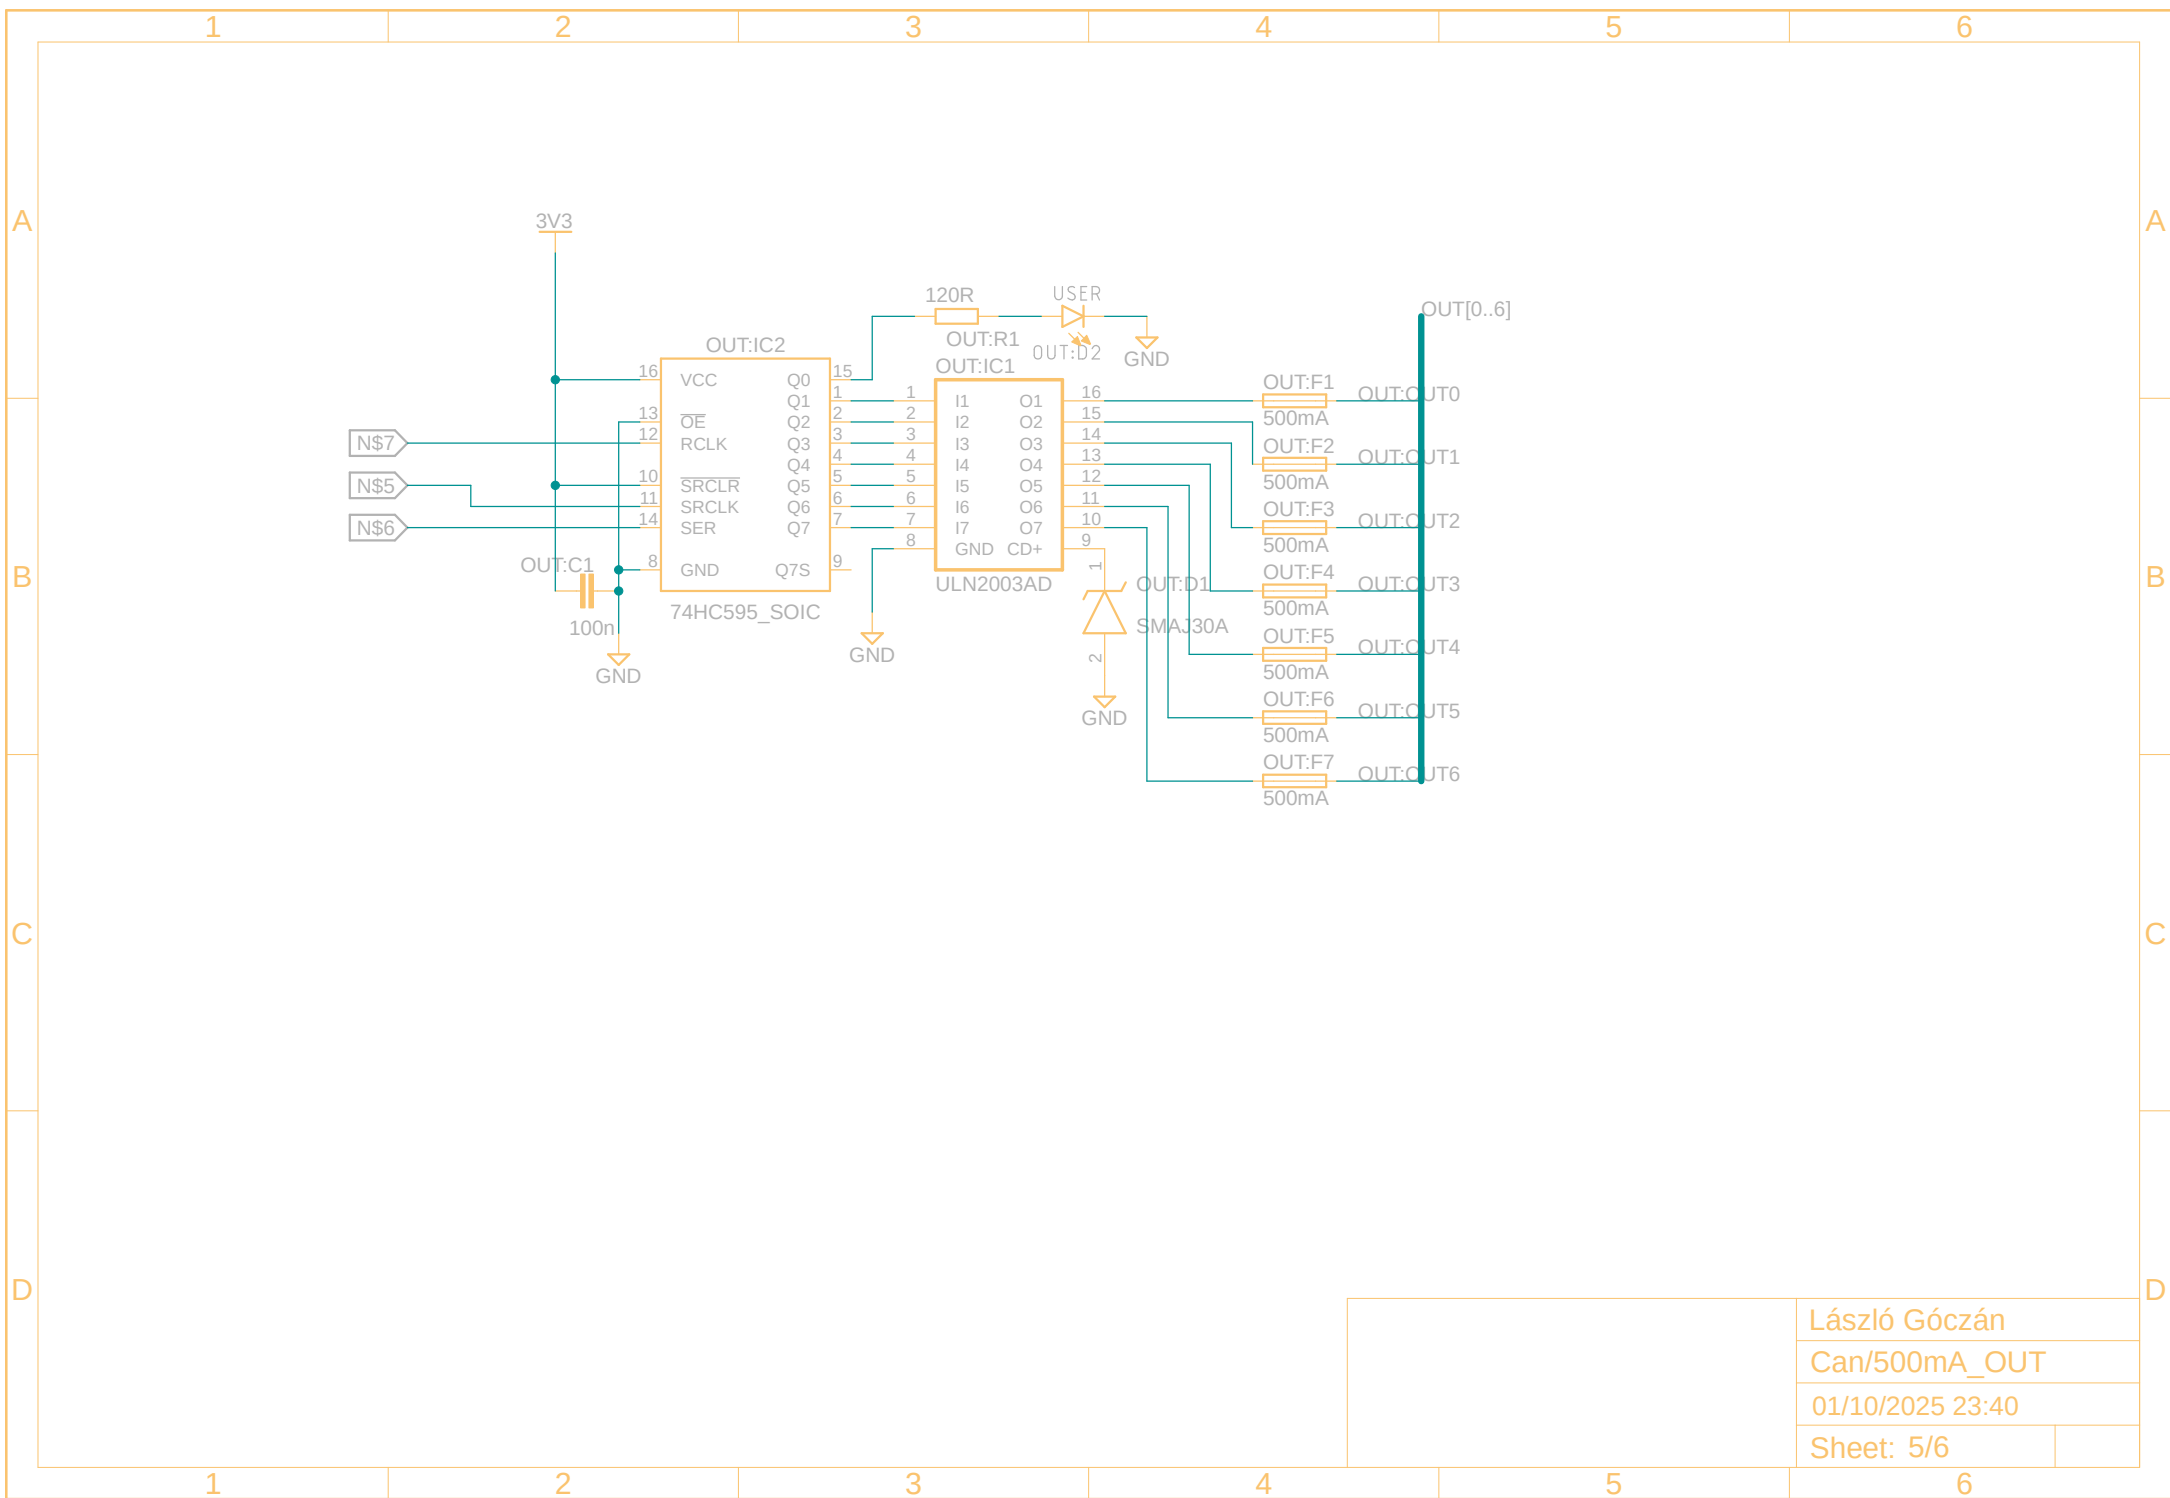 1 2 3 4 5 6
A A
3V3
120R USER
OUT[0..6]
OUT:R1 OUT:D2 GND
OUT:IC2
OUT:IC1
16 VCC Q0 15
OUT:F1
1 1 I1 O1 16 OUT:OUT0
Q1
500mA
13 OE Q2 2 2 I2 O2 15
N$7 12 RCLK Q3 3 3 I3 O3 14
OUT:F2
Q4 4 4 I4 O4 13 OUT:OUT1
500mA
N$5 10 SRCLR Q5 5 5 I5 O5 12
11 SRCLK Q6 6 6 I6 O6 11
OUT:F3
N$6 14 SER Q7 7 7 I7 O7 10 OUT:OUT2
8 GND CD+ 9
500mA
OUT:C1 8 GND Q7S 9
1
OUT:F4
B B
ULN2003AD OUT:D1 OUT:OUT3
74HC595_SOIC
500mA
100n SMAJ30A
OUT:F5
GND GND 2 OUT:OUT4
500mA
OUT:F6
GND OUT:OUT5
500mA
OUT:F7
OUT:OUT6
500mA
C C
D D
László Góczán
Can/500mA_OUT
01/10/2025 23:40
Sheet: 5/6
1 2 3 4 5 6